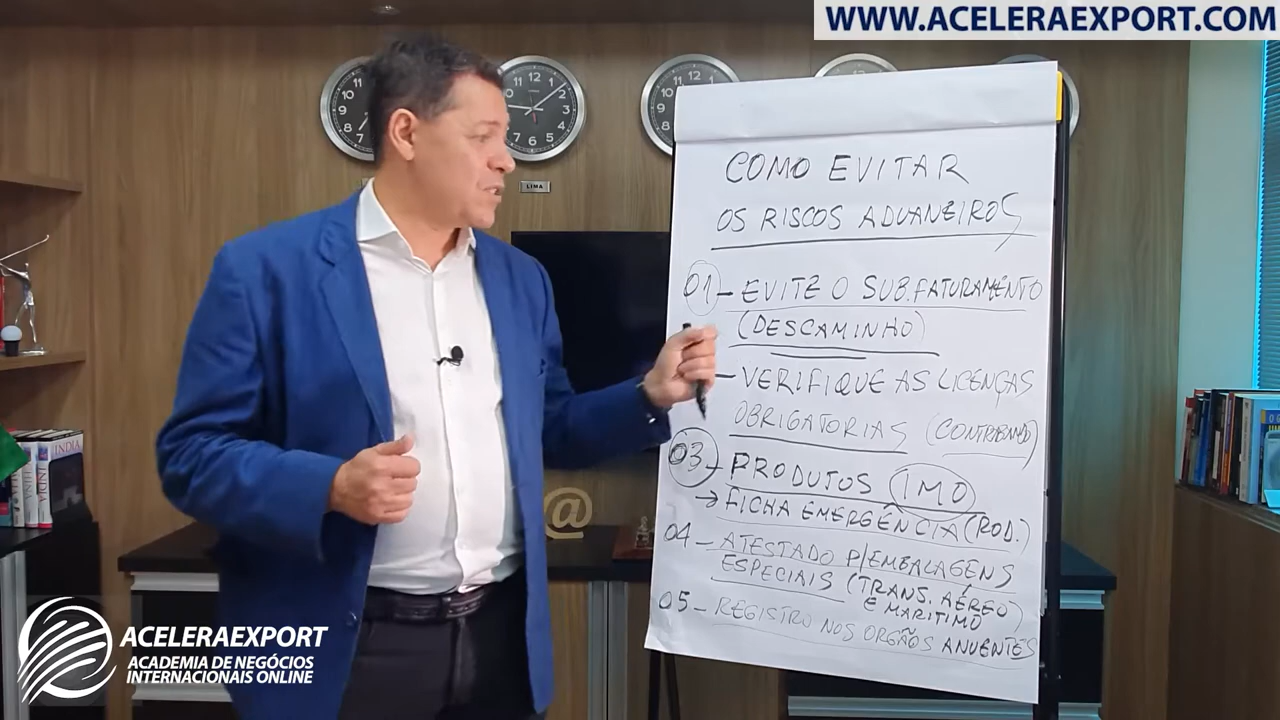 WWW.ACELERAEXPORT.COM
COMO EVITAR
OS RISCOS ADUANEIROS
01 - EVITE O SUBFATURAMENTO
(DESCAMINHO)
- VERIFIQUE AS LICENÇAS
OBRIGATORIAS (CONTRABANDO)
03 - PRODUTOS IMO
→ FICHA EMERGÊNCIA (ROD.)
04 - ATESTADO P/EMBALAGENS
ESPECIAIS (TRANS. AÉREO
E MARITIMO)
05 - REGISTRO NOS ORGÃOS ANUENTES
LIMA
INDIA
@
ACELERAEXPORT
ACADEMIA DE NEGÓCIOS
INTERNACIONAIS ONLINE